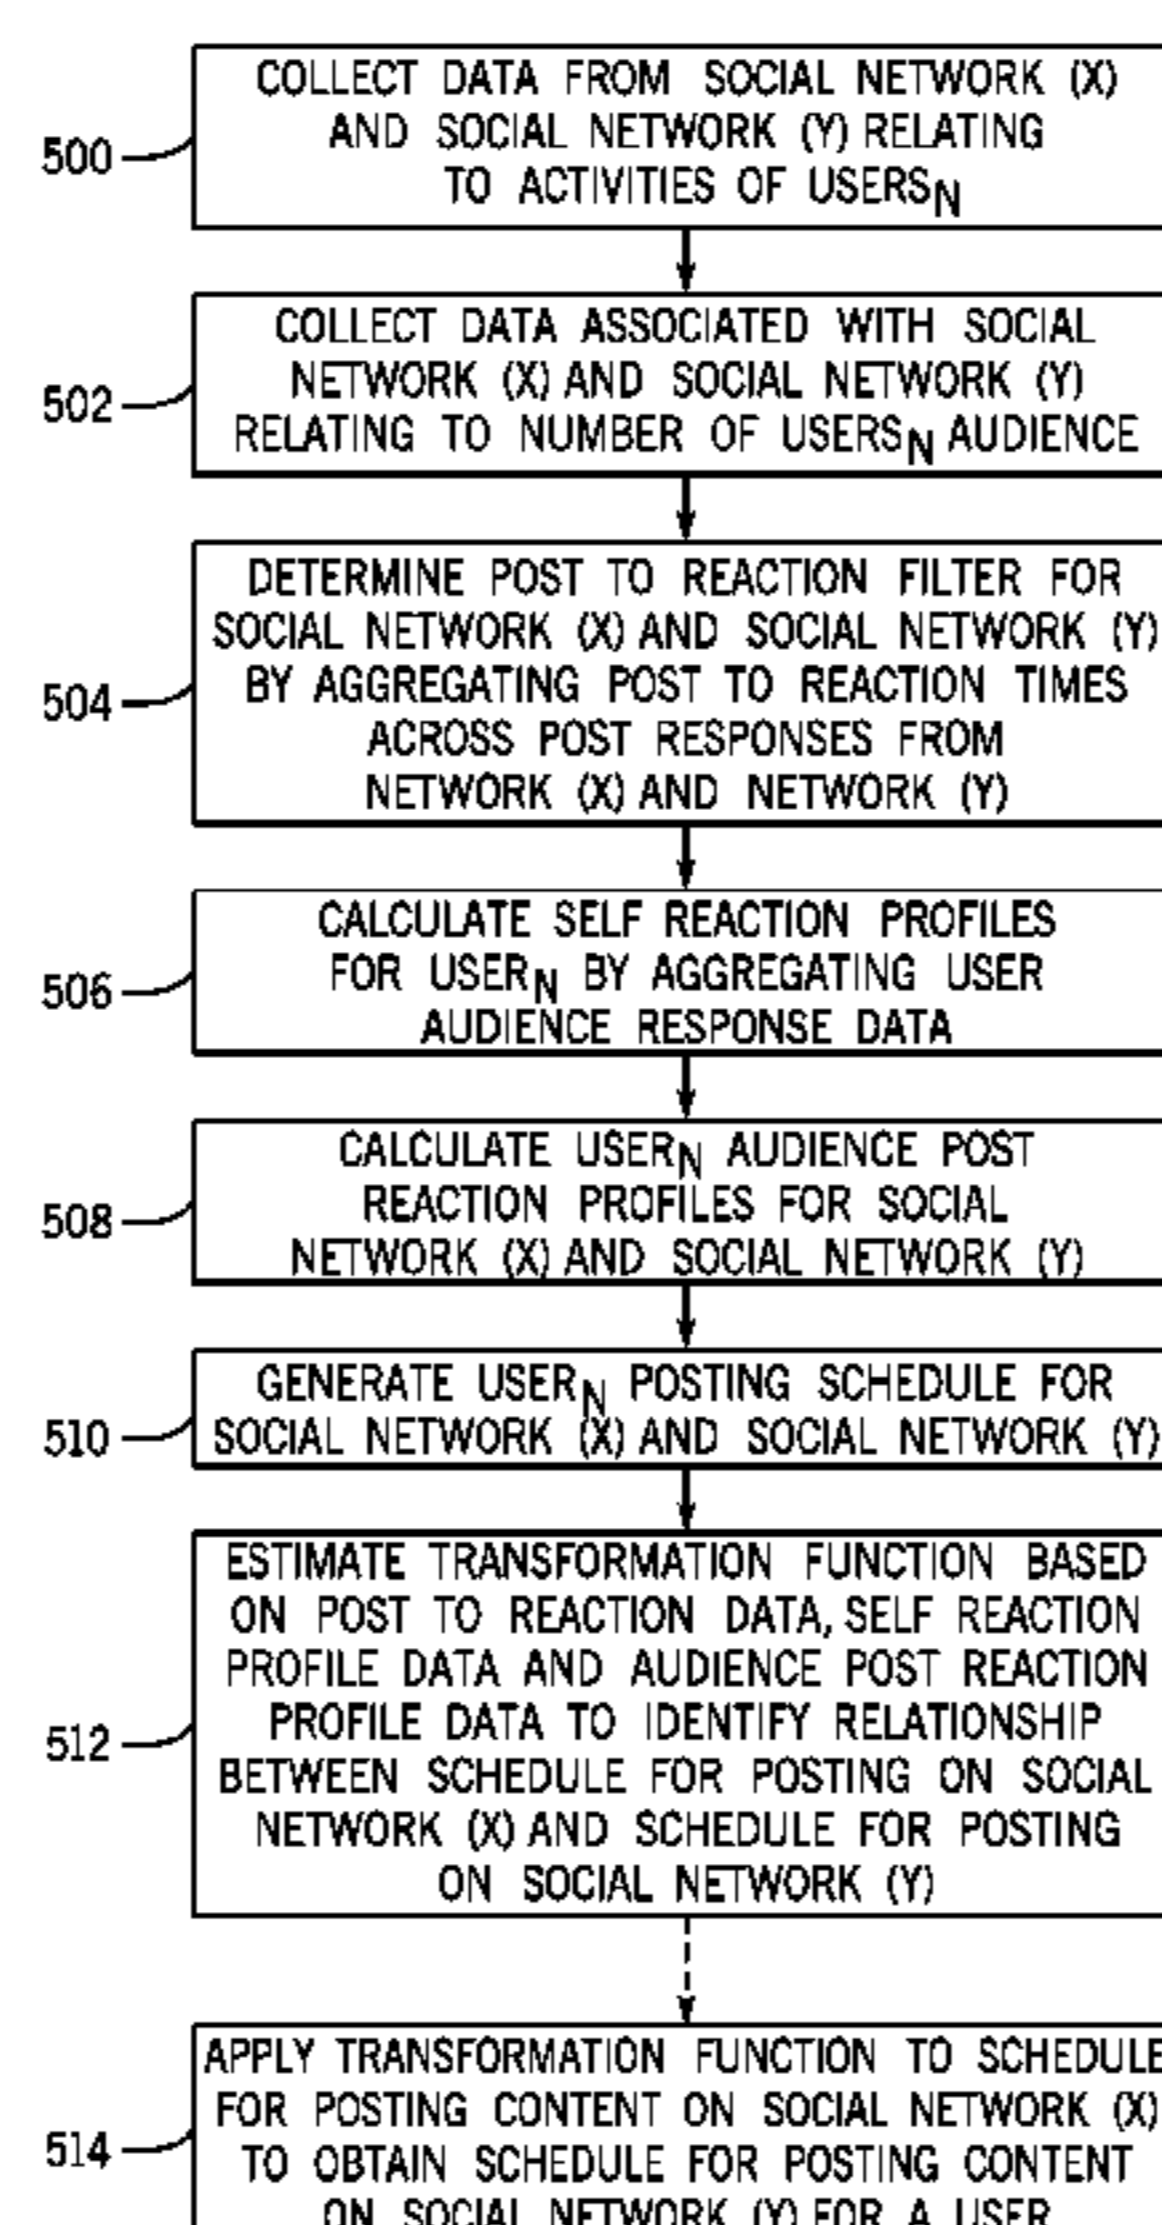 500
COLLECT DATA FROM SOCIAL NETWORK (X)
AND SOCIAL NETWORK (Y) RELATING
TO ACTIVITIES OF USERSN
502
COLLECT DATA ASSOCIATED WITH SOCIAL
NETWORK (X) AND SOCIAL NETWORK (Y)
RELATING TO NUMBER OF USERSN AUDIENCE
504
DETERMINE POST TO REACTION FILTER FOR
SOCIAL NETWORK (X) AND SOCIAL NETWORK (Y)
BY AGGREGATING POST TO REACTION TIMES
ACROSS POST RESPONSES FROM
NETWORK (X) AND NETWORK (Y)
506
CALCULATE SELF REACTION PROFILES
FOR USERN BY AGGREGATING USER
AUDIENCE RESPONSE DATA
508
CALCULATE USERN AUDIENCE POST
REACTION PROFILES FOR SOCIAL
NETWORK (X) AND SOCIAL NETWORK (Y)
510
GENERATE USERN POSTING SCHEDULE FOR
SOCIAL NETWORK (X) AND SOCIAL NETWORK (Y)
512
ESTIMATE TRANSFORMATION FUNCTION BASED
ON POST TO REACTION DATA, SELF REACTION
PROFILE DATA AND AUDIENCE POST REACTION
PROFILE DATA TO IDENTIFY RELATIONSHIP
BETWEEN SCHEDULE FOR POSTING ON SOCIAL
NETWORK (X) AND SCHEDULE FOR POSTING
ON SOCIAL NETWORK (Y)
514
APPLY TRANSFORMATION FUNCTION TO SCHEDULE
FOR POSTING CONTENT ON SOCIAL NETWORK (X)
TO OBTAIN SCHEDULE FOR POSTING CONTENT
ON SOCIAL NETWORK (Y) FOR A USER